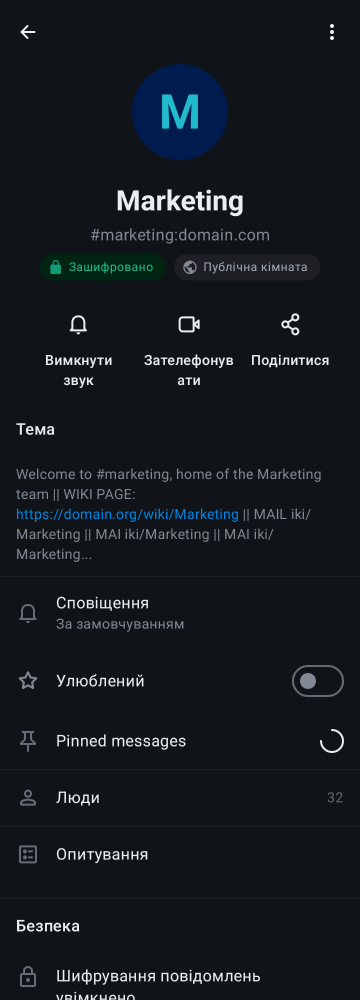 M
Marketing
#marketing:domain.com
Зашифровано
Публічна кімната
Вимкнути
звук
Зателефонув
ати
Поділитися
Тема
Welcome to #marketing, home of the Marketing
team || WIKI PAGE:
https://domain.org/wiki/Marketing || MAIL iki/
Marketing || MAI iki/Marketing || MAI iki/
Marketing...
Сповіщення
За замовчуванням
Улюблений
Pinned messages
Люди
32
Опитування
Безпека
Шифрування повідомлень
увімкнено